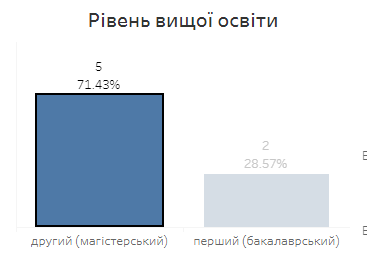 Рівень вищої освіти
5
71.43%
2
28.57%
другий (магістерський)
перший (бакалаврський)